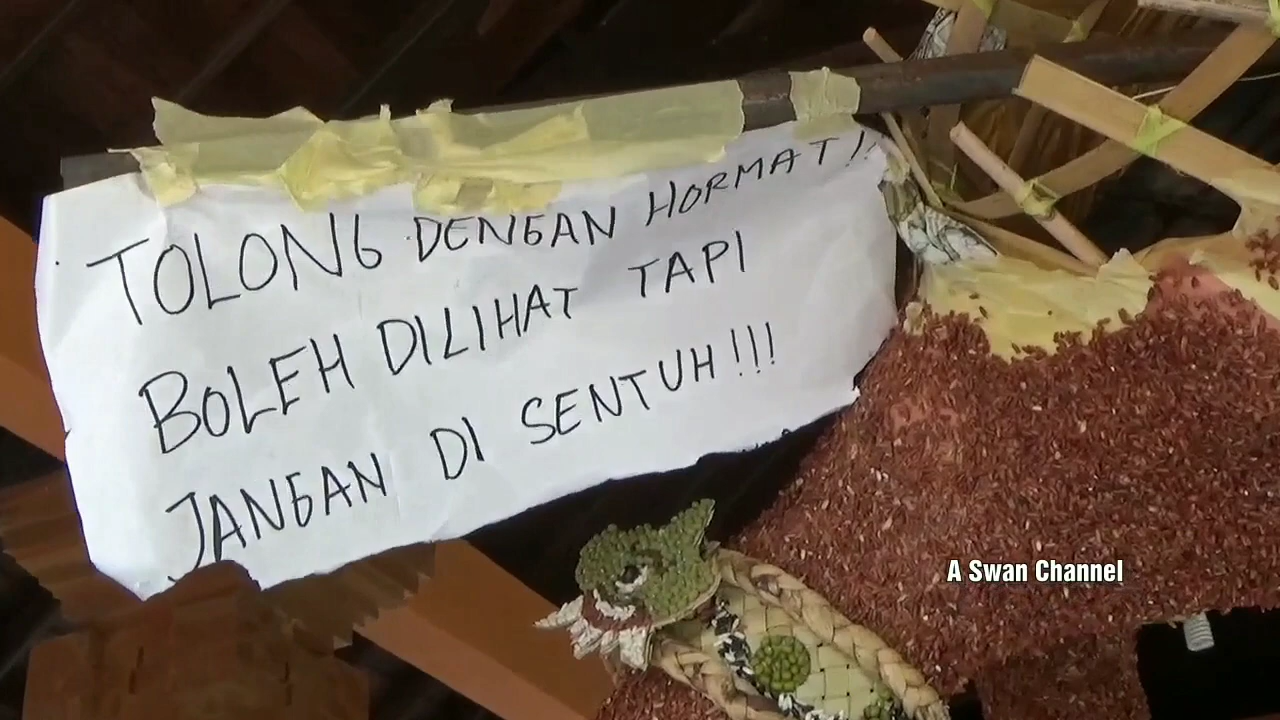 TOLONG DENGAN HORMAT!!
BOLEH DILIHAT TAPI
JANGAN DI SENTUH!!!
A Swan Channel